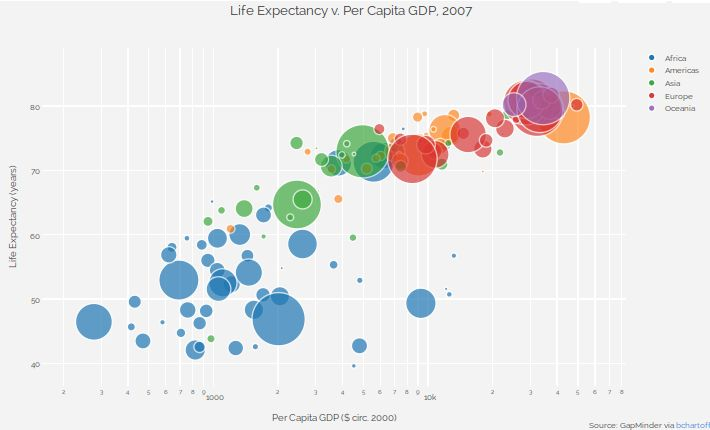 Life Expectancy v. Per Capita GDP, 2007
Africa
Americas
Asia
Europe
Oceania
80
70
60
50
40
Life Expectancy (years)
2 3 4 5 6 7 8 9 1000 2 3 4 5 6 7 8 9 10k 2 3 4 5 6 7 8
Per Capita GDP ($ circ. 2000)
Source: GapMinder via bchartoff